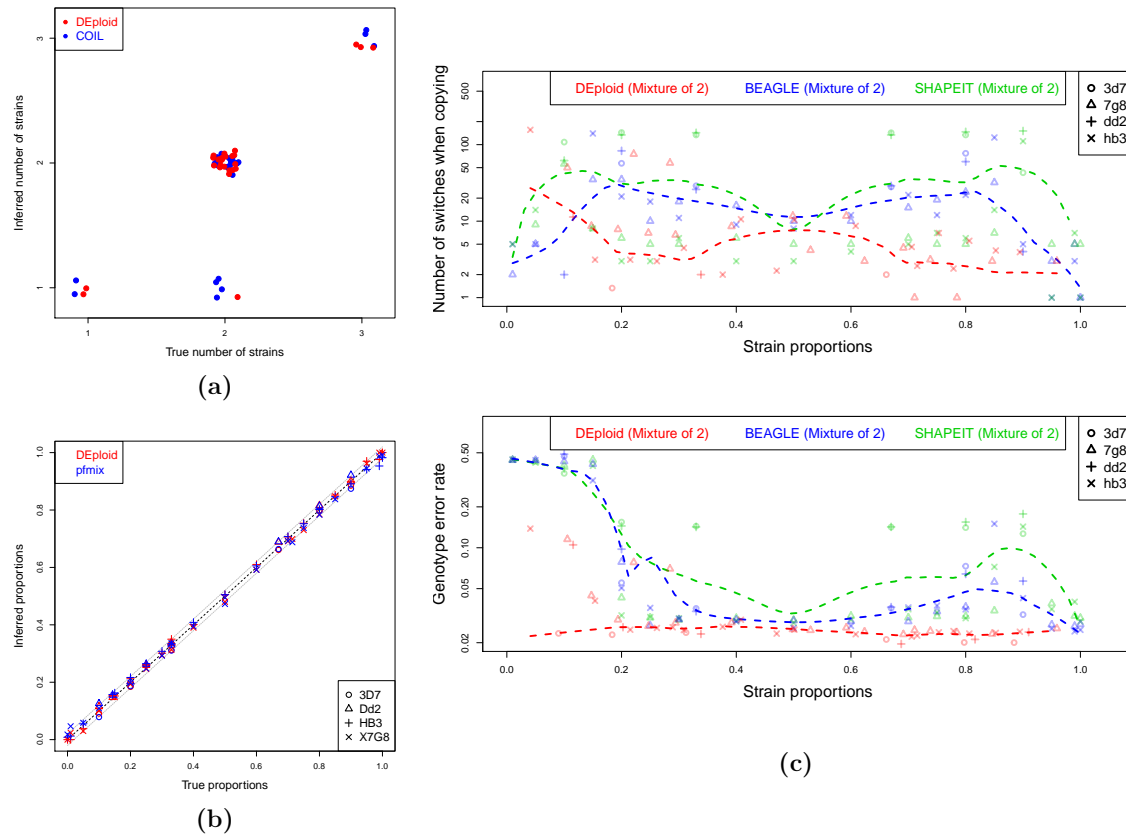 DEploid
COIL
Inferred number of strains
3
2
1
1 2 3
True number of strains
(a)
DEploid
pfmix
Inferred proportions
1.0
0.8
0.6
0.4
0.2
0.0
3D7
Dd2
HB3
X7G8
0.0 0.2 0.4 0.6 0.8 1.0
True proportions
(b)
DEploid (Mixture of 2) BEAGLE (Mixture of 2) SHAPEIT (Mixture of 2)
3d7
7g8
dd2
hb3
Number of switches when copying
500
100
50
20
10
5
2
1
0.0 0.2 0.4 0.6 0.8 1.0
Strain proportions
DEploid (Mixture of 2) BEAGLE (Mixture of 2) SHAPEIT (Mixture of 2)
3d7
7g8
dd2
hb3
Genotype error rate
0.50
0.20
0.10
0.05
0.02
0.0 0.2 0.4 0.6 0.8 1.0
Strain proportions
(c)